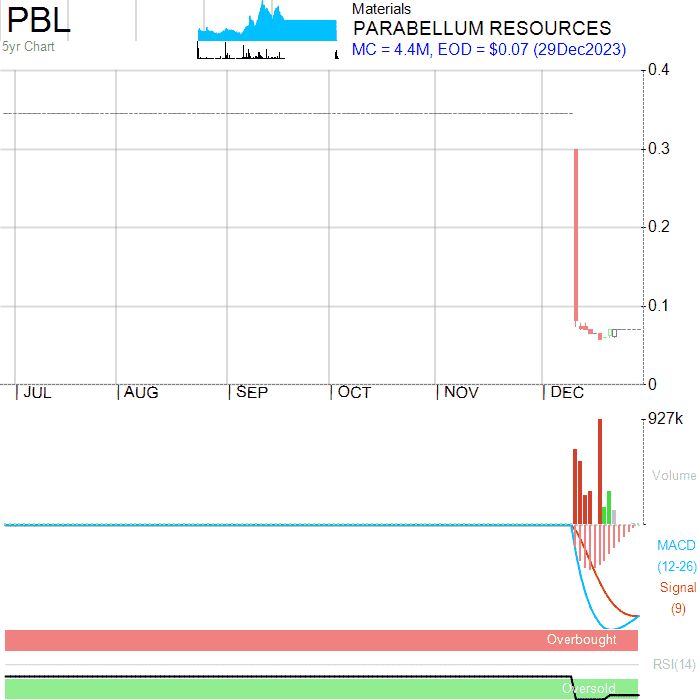 PBL
5yr Chart
Materials
PARABELLUM RESOURCES
MC = 4.4M, EOD = $0.07 (29Dec2023)
0.4
0.3
0.2
0.1
0
JUL AUG SEP OCT NOV DEC
927k
Volume
MACD
(12-26)
Signal
(9)
Overbought
RSI(14)
Oversold